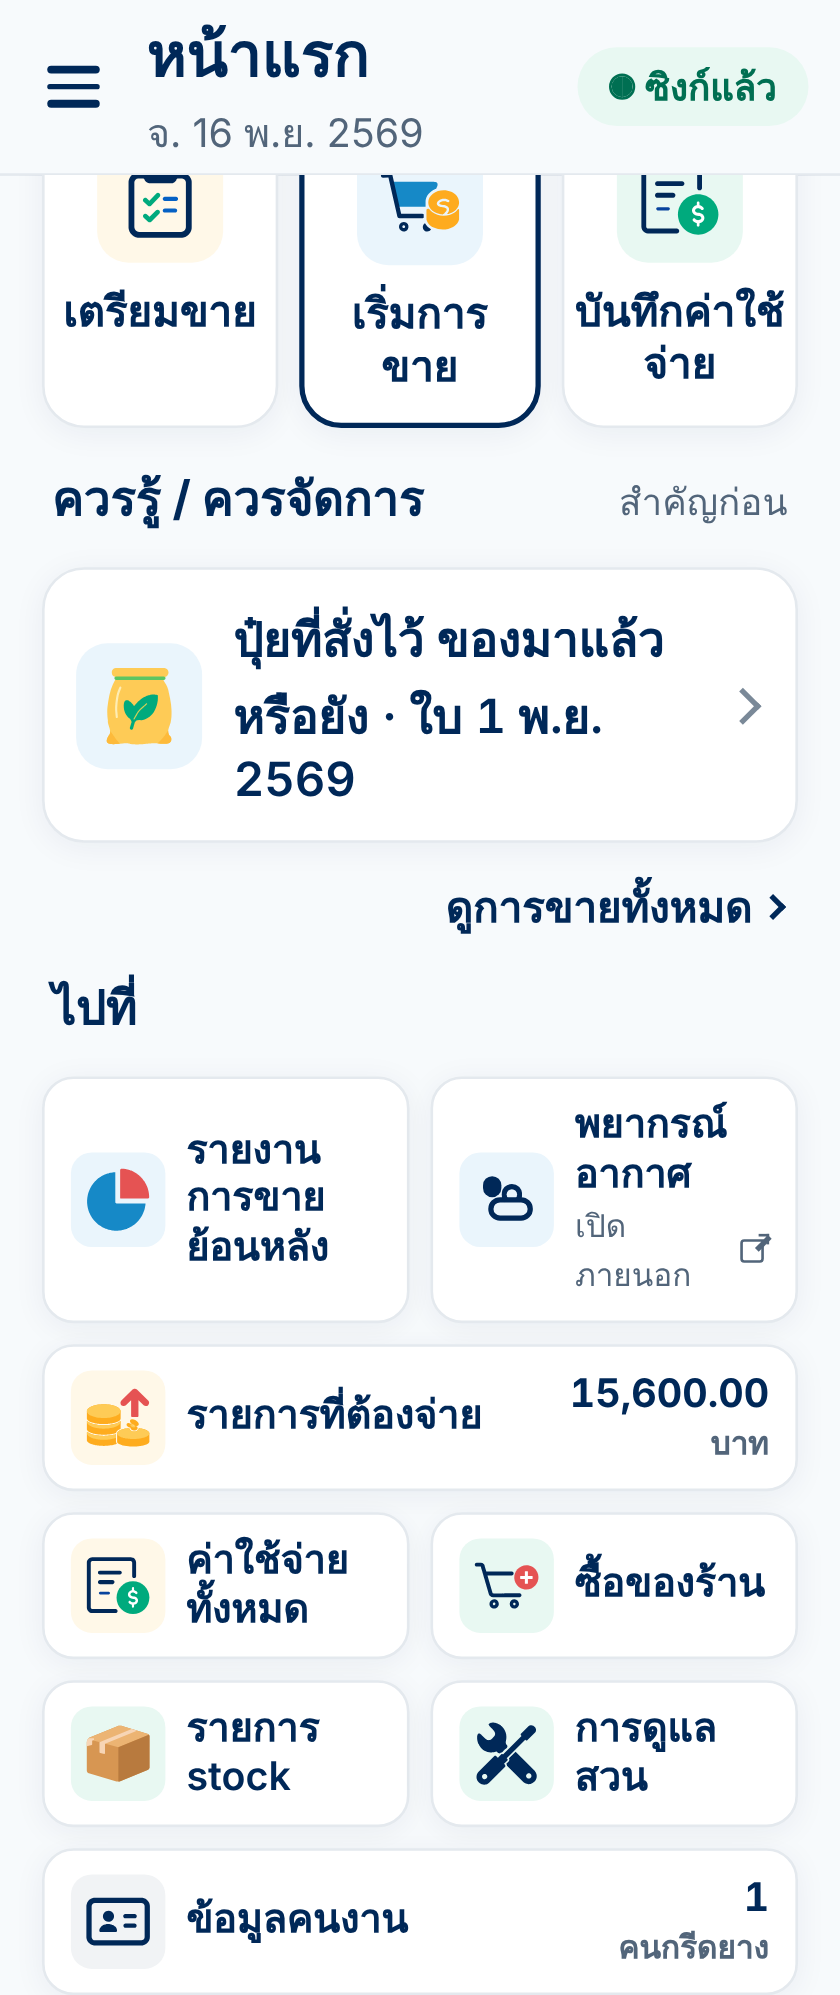 หน้าแรก
จ. 16 พ.ย. 2569
ซิงก์แล้ว
เตรียมขาย
เริ่มการ
ขาย
บันทึกค่าใช้
จ่าย
ควรรู้ / ควรจัดการ
สำคัญก่อน
ปุ๋ยที่สั่งไว้ ของมาแล้ว
หรือยัง · ใบ 1 พ.ย.
2569
ดูการขายทั้งหมด
ไปที่
รายงาน
การขาย
ย้อนหลัง
พยากรณ์
อากาศ
เปิด
ภายนอก
รายการที่ต้องจ่าย
15,600.00
บาท
ค่าใช้จ่าย
ทั้งหมด
ซื้อของร้าน
รายการ
stock
การดูแล
สวน
ข้อมูลคนงาน
1
คนกรีดยาง